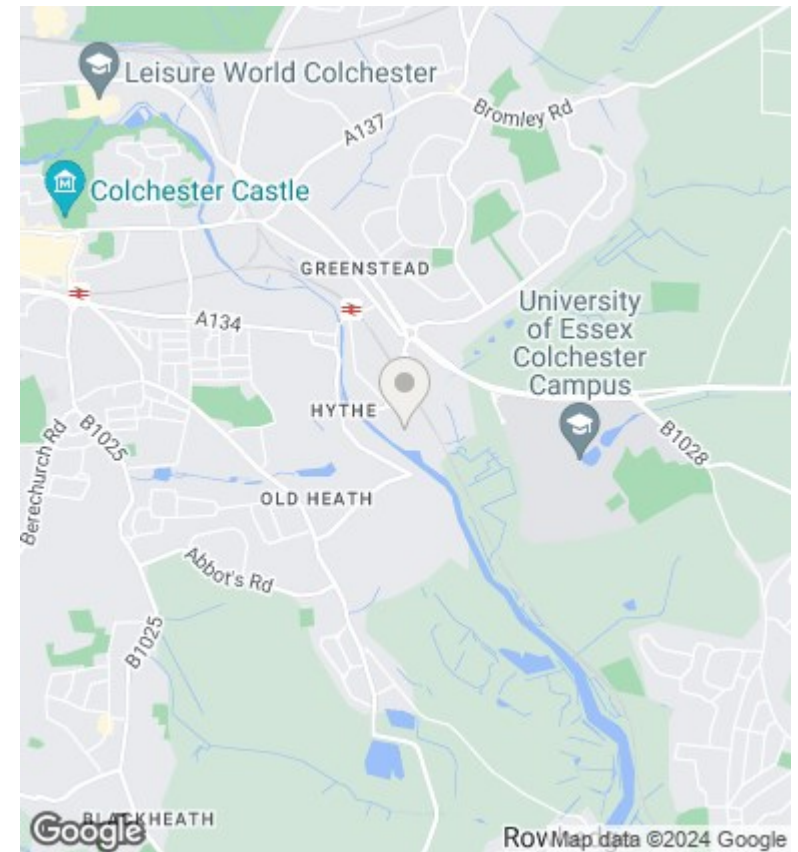 Leisure World Colchester
A137
Bromley Rd
Colchester Castle
GREENSTEAD
A134
University
of Essex
Colchester
Campus
HYTHE
B1025
B1028
Berechurch Rd
OLD HEATH
Abbot's Rd
B1025
BLACKHEATH
Google
Map data ©2024 Google